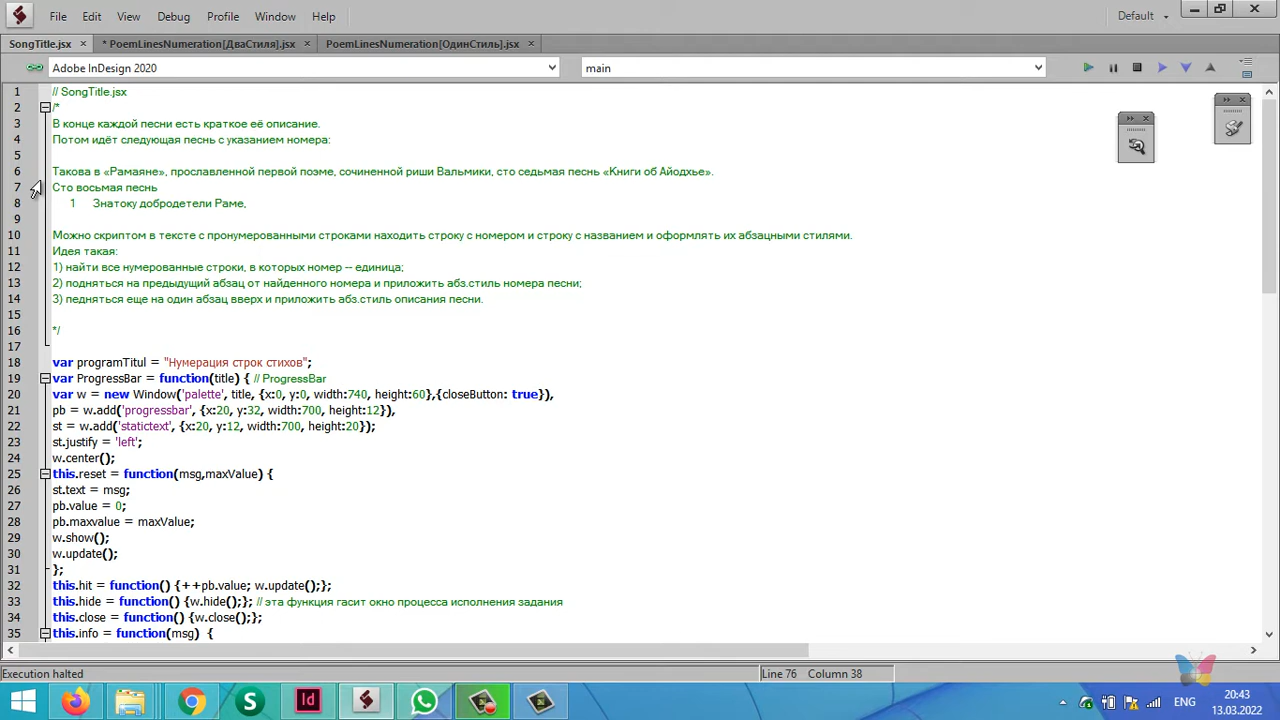 File Edit View Debug Profile Window Help Default
SongTitle.jsx * PoemLinesNumeration[ДваСтиля].jsx PoemLinesNumeration[ОдинСтиль].jsx
Adobe InDesign 2020 main
1 // SongTitle.jsx
2 /*
3 В конце каждой песни есть краткое её описание.
4 Потом идёт следующая песнь с указанием номера:
5
6 Такова в «Рамаяне», прославленной первой поэме, сочиненной риши Вальмики, сто седьмая песнь «Книги об Айодхье».
7 Сто восьмая песнь
8 1 Знатоку добродетели Раме,
9
10 Можно скриптом в тексте с пронумерованными строками находить строку с номером и строку с названием и оформлять их абзацными стилями.
11 Идея такая:
12 1) найти все нумерованные строки, в которых номер -- единица;
13 2) подняться на предыдущий абзац от найденного номера и приложить абз.стиль номера песни;
14 3) педняться еще на один абзац вверх и приложить абз.стиль описания песни.
15
16 */
17
18 var programTitul = "Нумерация строк стихов";
19 var ProgressBar = function(title) { // ProgressBar
20 var w = new Window('palette', title, {x:0, y:0, width:740, height:60},{closeButton: true}),
21 pb = w.add('progressbar', {x:20, y:32, width:700, height:12}),
22 st = w.add('statictext', {x:20, y:12, width:700, height:20});
23 st.justify = 'left';
24 w.center();
25 this.reset = function(msg,maxValue) {
26 st.text = msg;
27 pb.value = 0;
28 pb.maxvalue = maxValue;
29 w.show();
30 w.update();
31 };
32 this.hit = function() {++pb.value; w.update();};
33 this.hide = function() {w.hide();}; // эта функция гасит окно процесса исполнения задания
34 this.close = function() {w.close();};
35 this.info = function(msg) {
Execution halted Line 76 Column 38
S Id ENG 20:43
13.03.2022